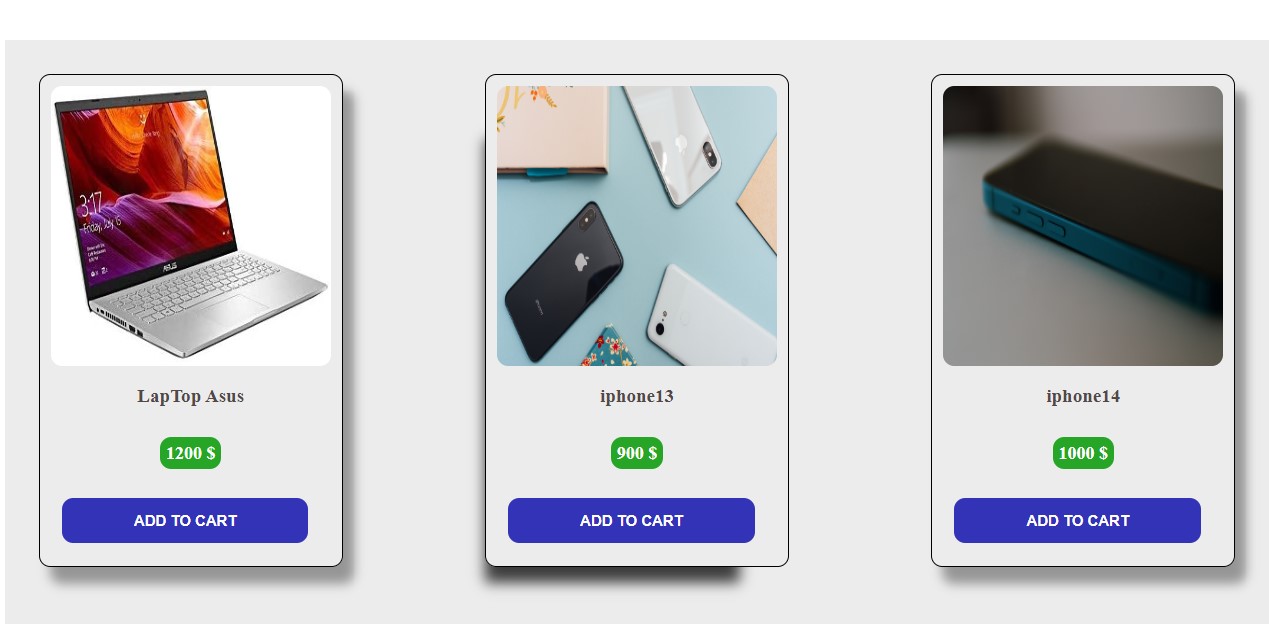 3:17
Friday, July 15
ASUS
LapTop Asus
1200 $
ADD TO CART
iphone13
900 $
ADD TO CART
iphone14
1000 $
ADD TO CART